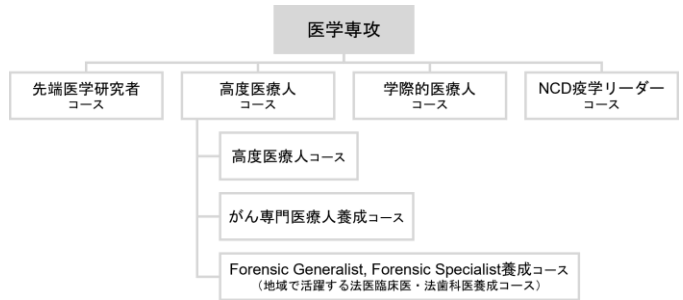 医学専攻
先端医学研究者
コース
高度医療人
コース
学際的医療人
コース
NCD疫学リーダー
コース
高度医療人コース
がん専門医療人養成コース
Forensic Generalist, Forensic Specialist養成コース
（地域で活躍する法医臨床医・法歯科医養成コース）